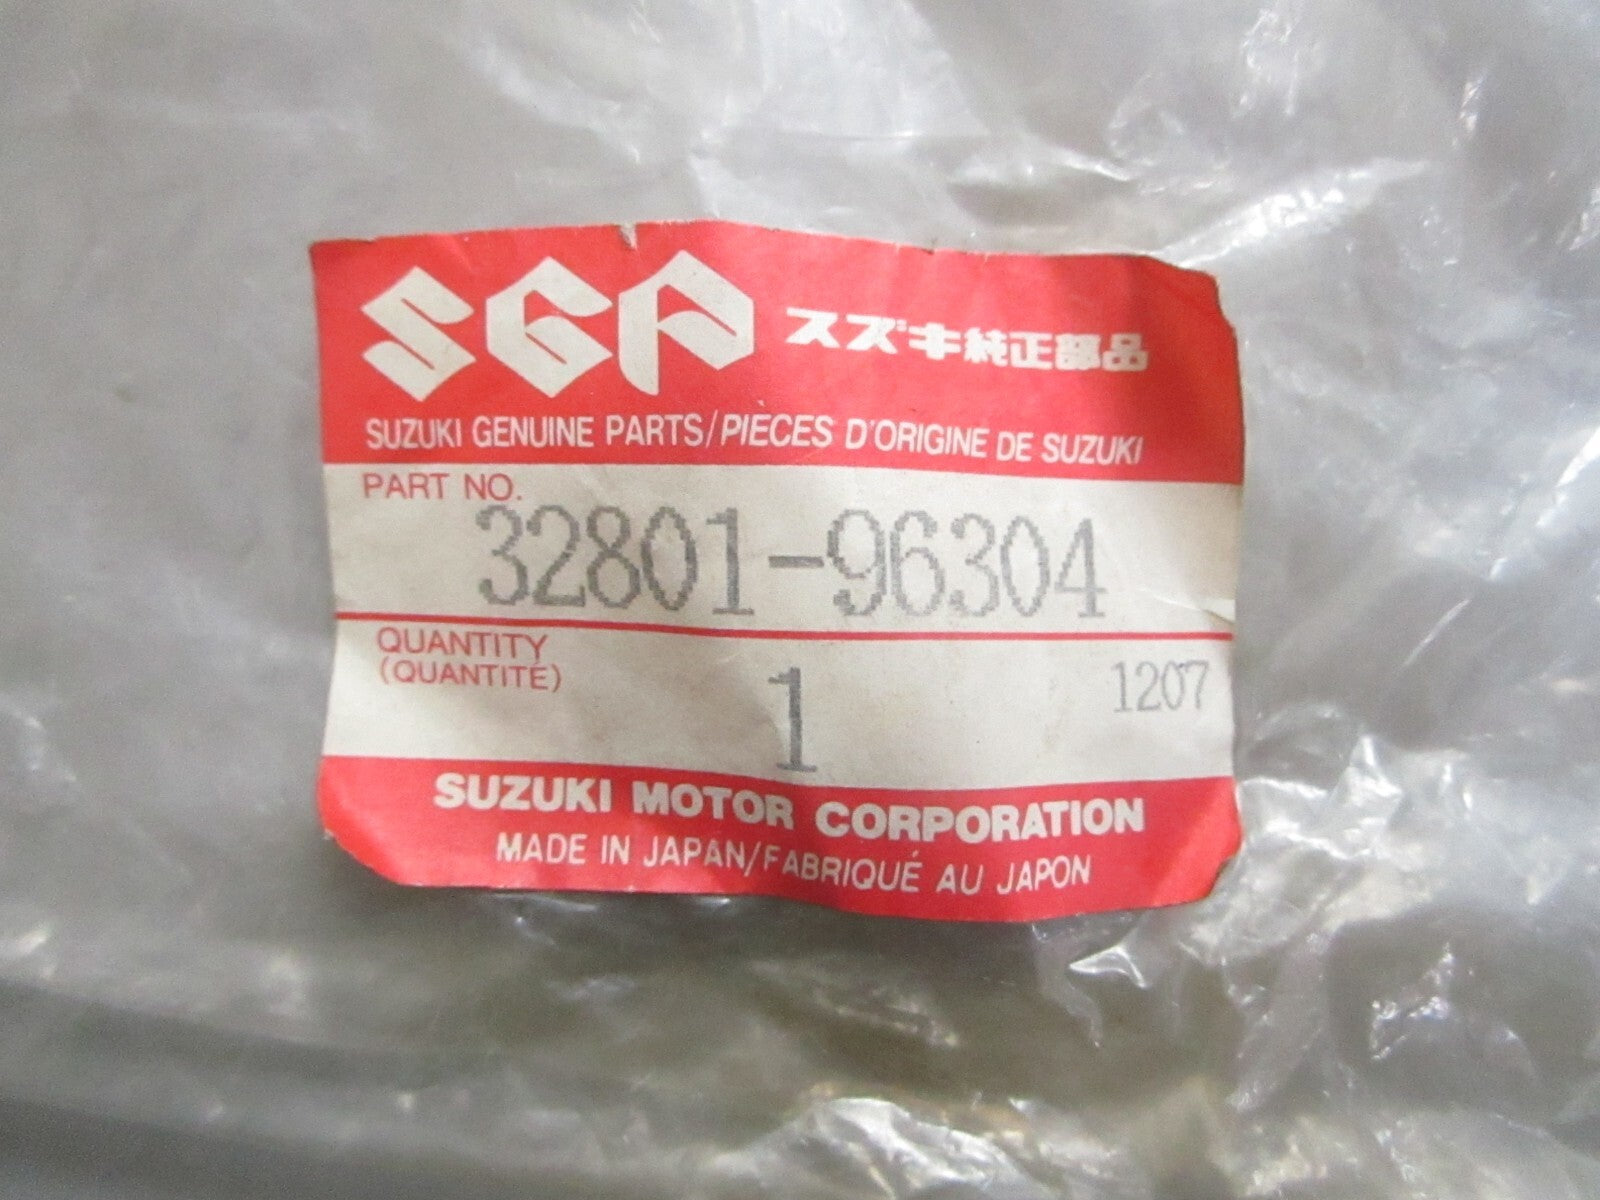 SGP スズキ純正部品
SUZUKI GENUINE PARTS/PIECES D'ORIGINE DE SUZUKI
PART NO.
32801-96304
QUANTITY
(QUANTITÉ)
1
1207
SUZUKI MOTOR CORPORATION
MADE IN JAPAN/FABRIQUÉ AU JAPON